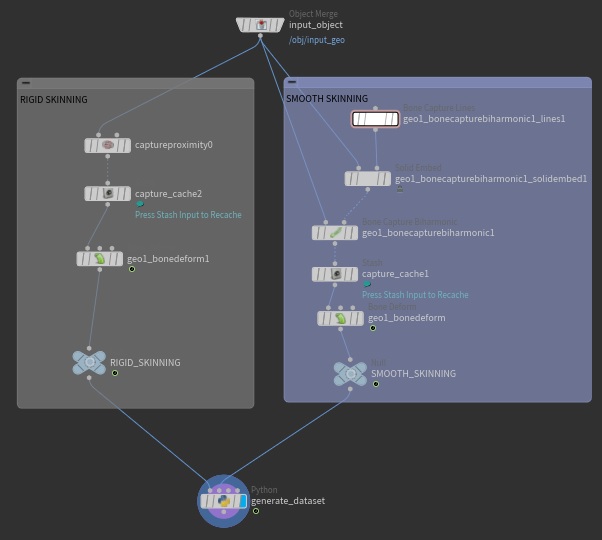 Object Merge
input_object
/obj/input_geo
RIGID SKINNING
captureproximity0
capture_cache2
Press Stash Input to Recache
geo1_bonedeform1
RIGID_SKINNING
SMOOTH SKINNING
Bone Capture Lines
geo1_bonecapturebiharmonic1_lines1
Solid Embed
geo1_bonecapturebiharmonic1_solidembed1
Bone Capture Biharmonic
geo1_bonecapturebiharmonic1
Stash
capture_cache1
Press Stash Input to Recache
Bone Deform
geo1_bonedeform
Null
SMOOTH_SKINNING
Python
generate_dataset